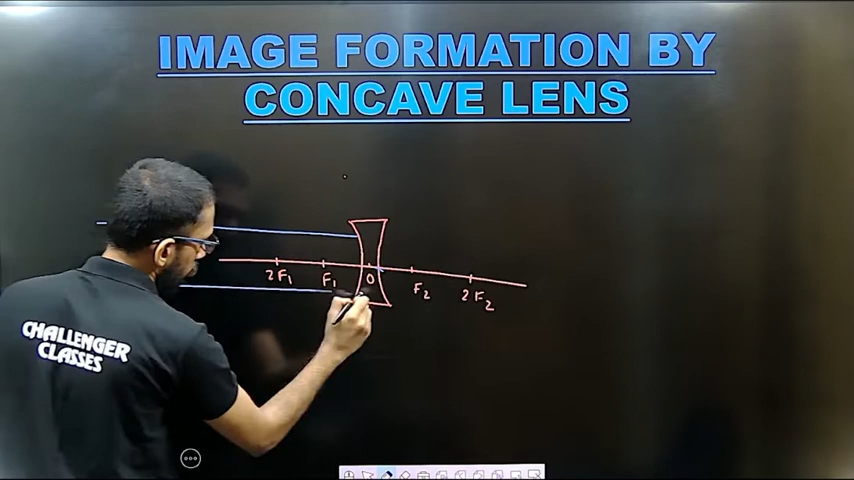 IMAGE FORMATION BY
CONCAVE LENS
2F₁ F₁ O F₂ 2F₂
CHALLENGER
CLASSES